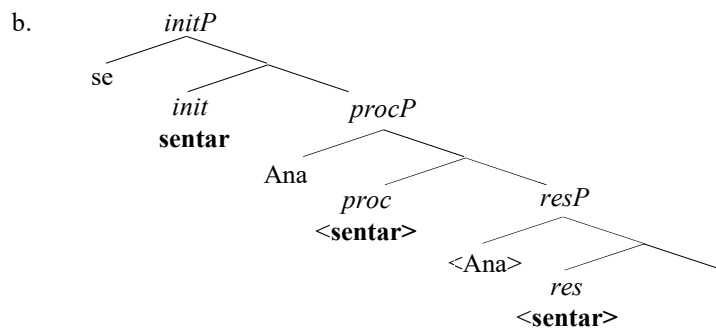 b.
initP
se
init
procP
sentar
Ana
proc
resP
<sentar>
<Ana>
res
<sentar>